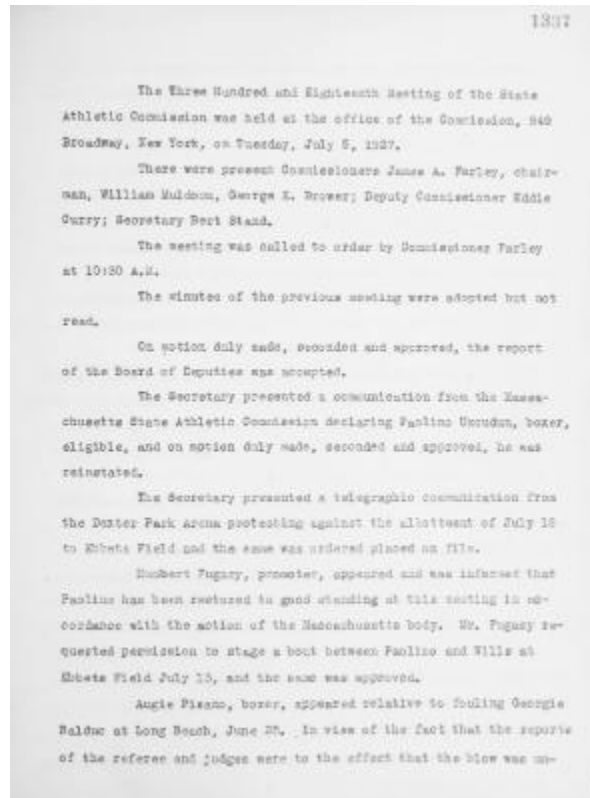 1337
The Three Hundred and Eighteenth Meeting of the State
Athletic Commission was held at the office of the Commission, 949
Broadway, New York, on Tuesday, July 5, 1927.
There were present Commissioners James A. Farley, chair-
man, William Muldoon, George E. Brower; Deputy Commissioner Eddie
Curry; Secretary Bert Stand.
The meeting was called to order by Commissioner Farley
at 10:30 A.M.
The minutes of the previous meeting were adopted but not
read.
On motion duly made, seconded and approved, the report
of the Board of Deputies was accepted.
The Secretary presented a communication from the Massa-
chusetts State Athletic Commission declaring Paolino Uzcudun, boxer,
eligible, and on motion duly made, seconded and approved, he was
reinstated.
The Secretary presented a telegraphic communication from
the Dexter Park Arena protesting against the allotment of July
to Ebbets Field and the same was ordered placed on file.
Humbert Fugazy, promoter, appeared and was informed that
Paolino has been restored to good standing at this meeting in ac-
cordance with the action of the Massachusetts body. Mr. Fugazy re-
quested permission to stage a bout between Paolino and Wills at
Ebbets Field July 13, and the same was approved.
Augie Pisano, boxer, appeared relative to fouling Georgie
Balduc at Long Beach, June In view of the fact that the reports
of the referee and judges were to the effect that the blow was un-